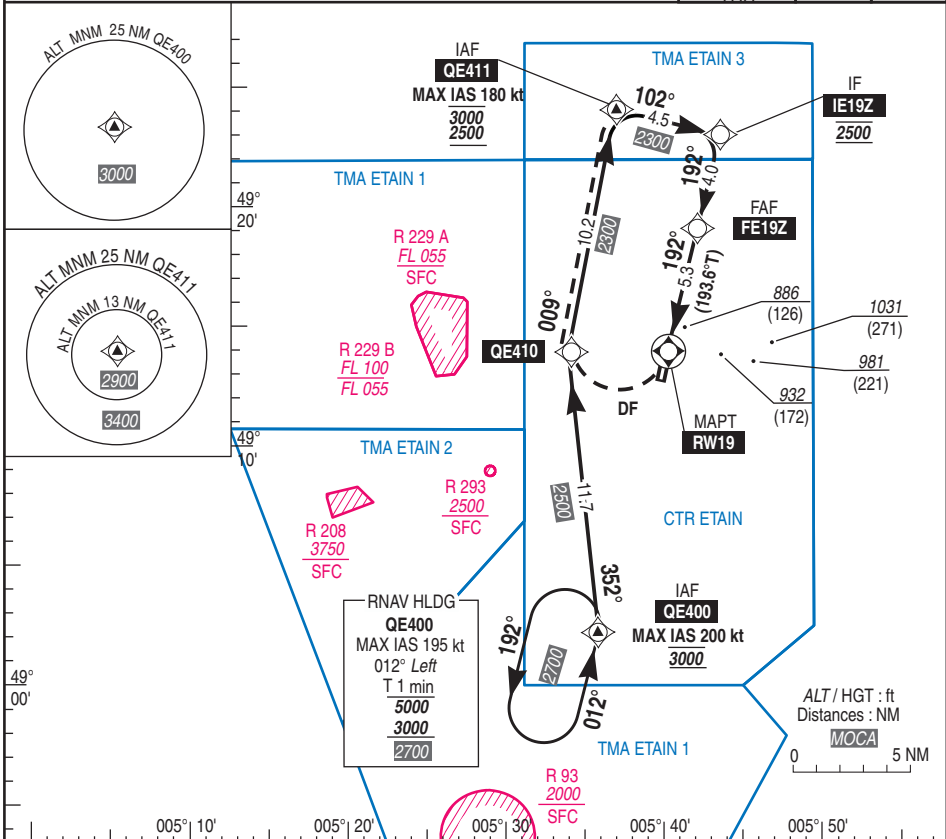 ALT MNM 25 NM QE400
3000
ALT MNM 25 NM QE411
ALT MNM 13 NM QE411
2900
3400
IAF
QE411
MAX IAS 180 kt
3000
2500
TMA ETAIN 3
102°
4.5
2300
IF
IE19Z
2500
192°
4.0
FAF
FE19Z
192°
5.3
(193.6°T)
TMA ETAIN 1
49°
20'
R 229 A
FL 055
SFC
R 229 B
FL 100
FL 055
10.2
2300
009°
QE410
DF
MAPT
RW19
886
(126)
1031
(271)
981
(221)
932
(172)
49°
10'
TMA ETAIN 2
R 293
2500
SFC
R 208
3750
SFC
2500
11.7
CTR ETAIN
352°
IAF
QE400
MAX IAS 200 kt
3000
RNAV HLDG
QE400
MAX IAS 195 kt
012° Left
T 1 min
5000
3000
2700
192°
2700
012°
49°
00'
TMA ETAIN 1
ALT / HGT : ft
Distances : NM
MOCA
0 5 NM
R 93
2000
SFC
005°10' 005°20' 005°30' 005°40' 005°50'